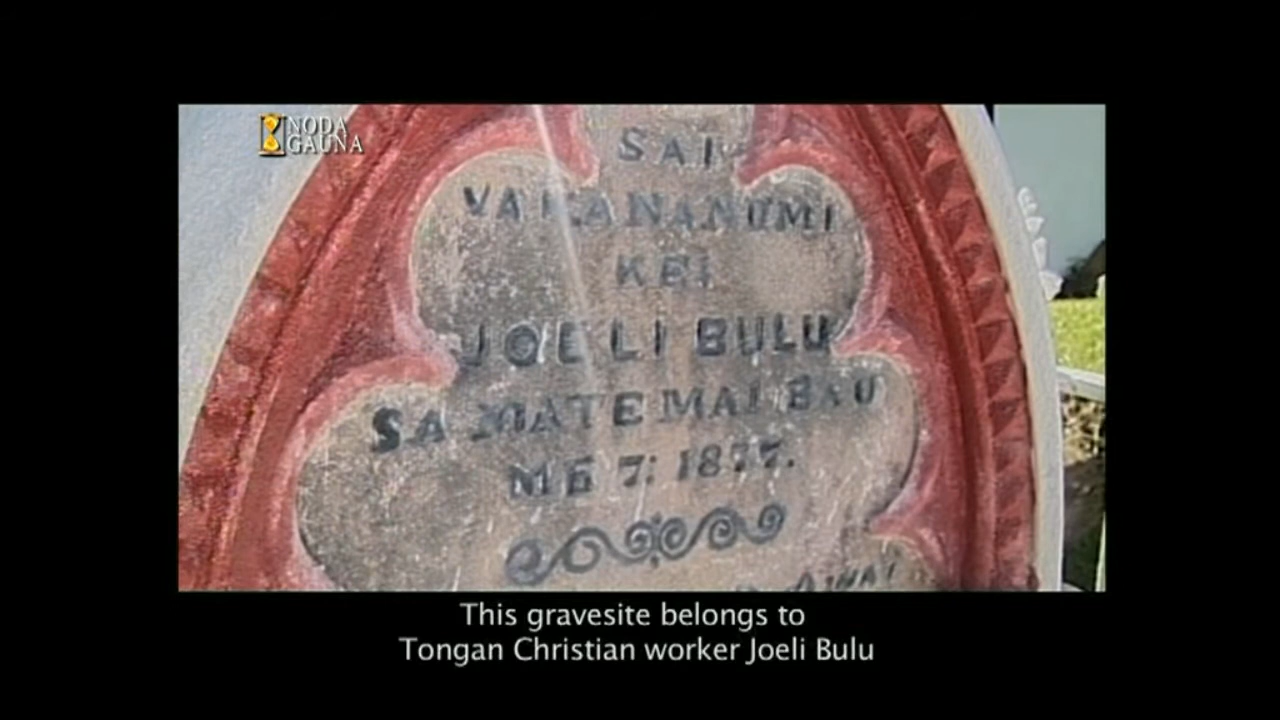 NODA
GAUNA
SAI
VAKANANUMI
KEI
JOELI BULU
SA MATE MAI BAU
ME 7: 1877.
This gravesite belongs to
Tongan Christian worker Joeli Bulu